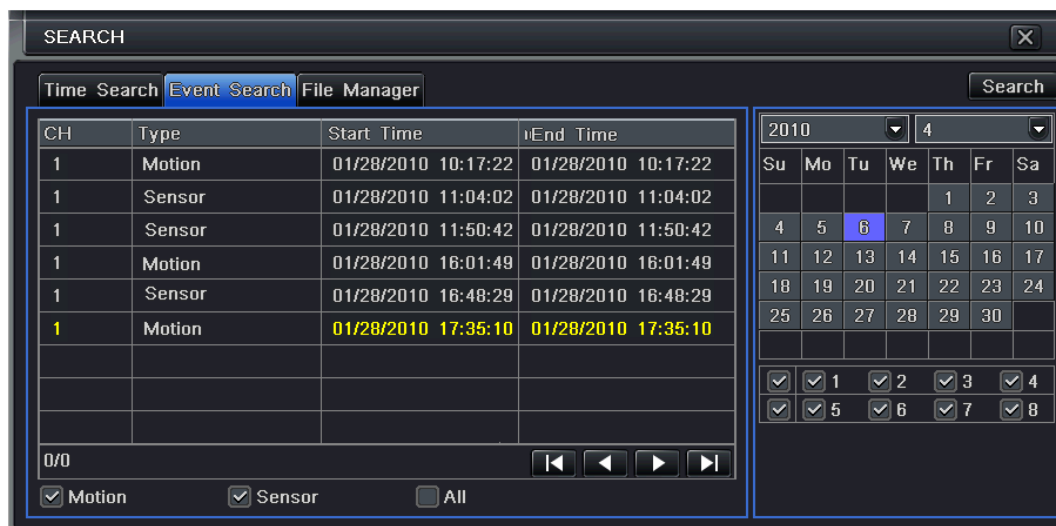 SEARCH
Time Search Event Search File Manager Search
CH Type Start Time End Time
1 Motion 01/28/2010 10:17:22 01/28/2010 10:17:22
1 Sensor 01/28/2010 11:04:02 01/28/2010 11:04:02
1 Sensor 01/28/2010 11:50:42 01/28/2010 11:50:42
1 Motion 01/28/2010 16:01:49 01/28/2010 16:01:49
1 Sensor 01/28/2010 16:48:29 01/28/2010 16:48:29
1 Motion 01/28/2010 17:35:10 01/28/2010 17:35:10
0/0
Motion Sensor All
2010 4
Su Mo Tu We Th Fr Sa
1 2 3
4 5 6 7 8 9 10
11 12 13 14 15 16 17
18 19 20 21 22 23 24
25 26 27 28 29 30
1 2 3 4
5 6 7 8